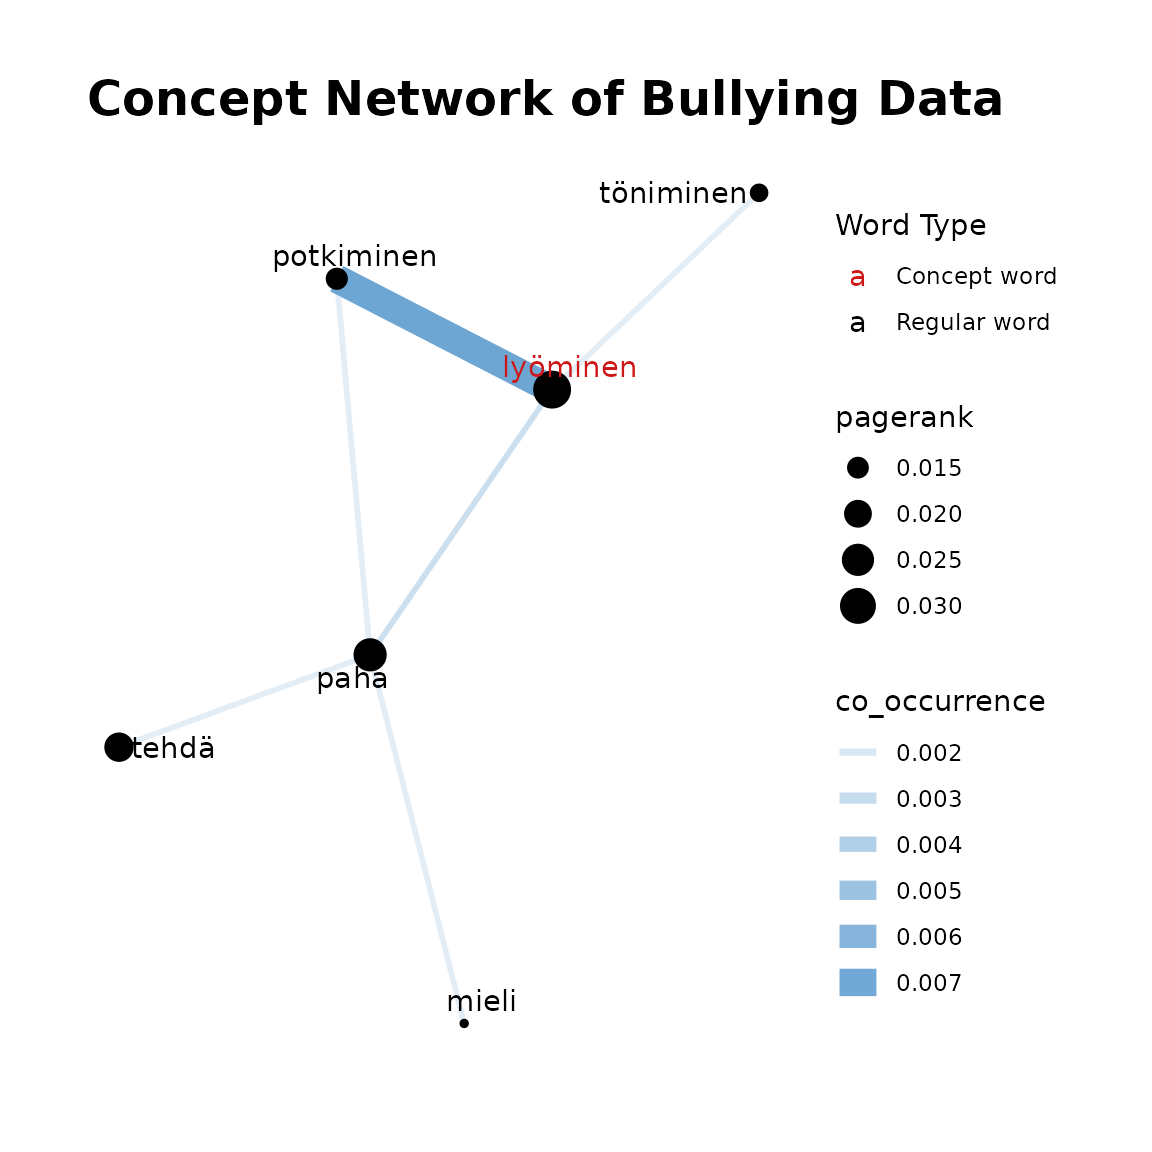 Concept Network of Bullying Data
töniminen
potkiminen
lyöminen
paha
tehdä
mieli
Word Type
a Concept word
a Regular word
pagerank
0.015
0.020
0.025
0.030
co_occurrence
0.002
0.003
0.004
0.005
0.006
0.007